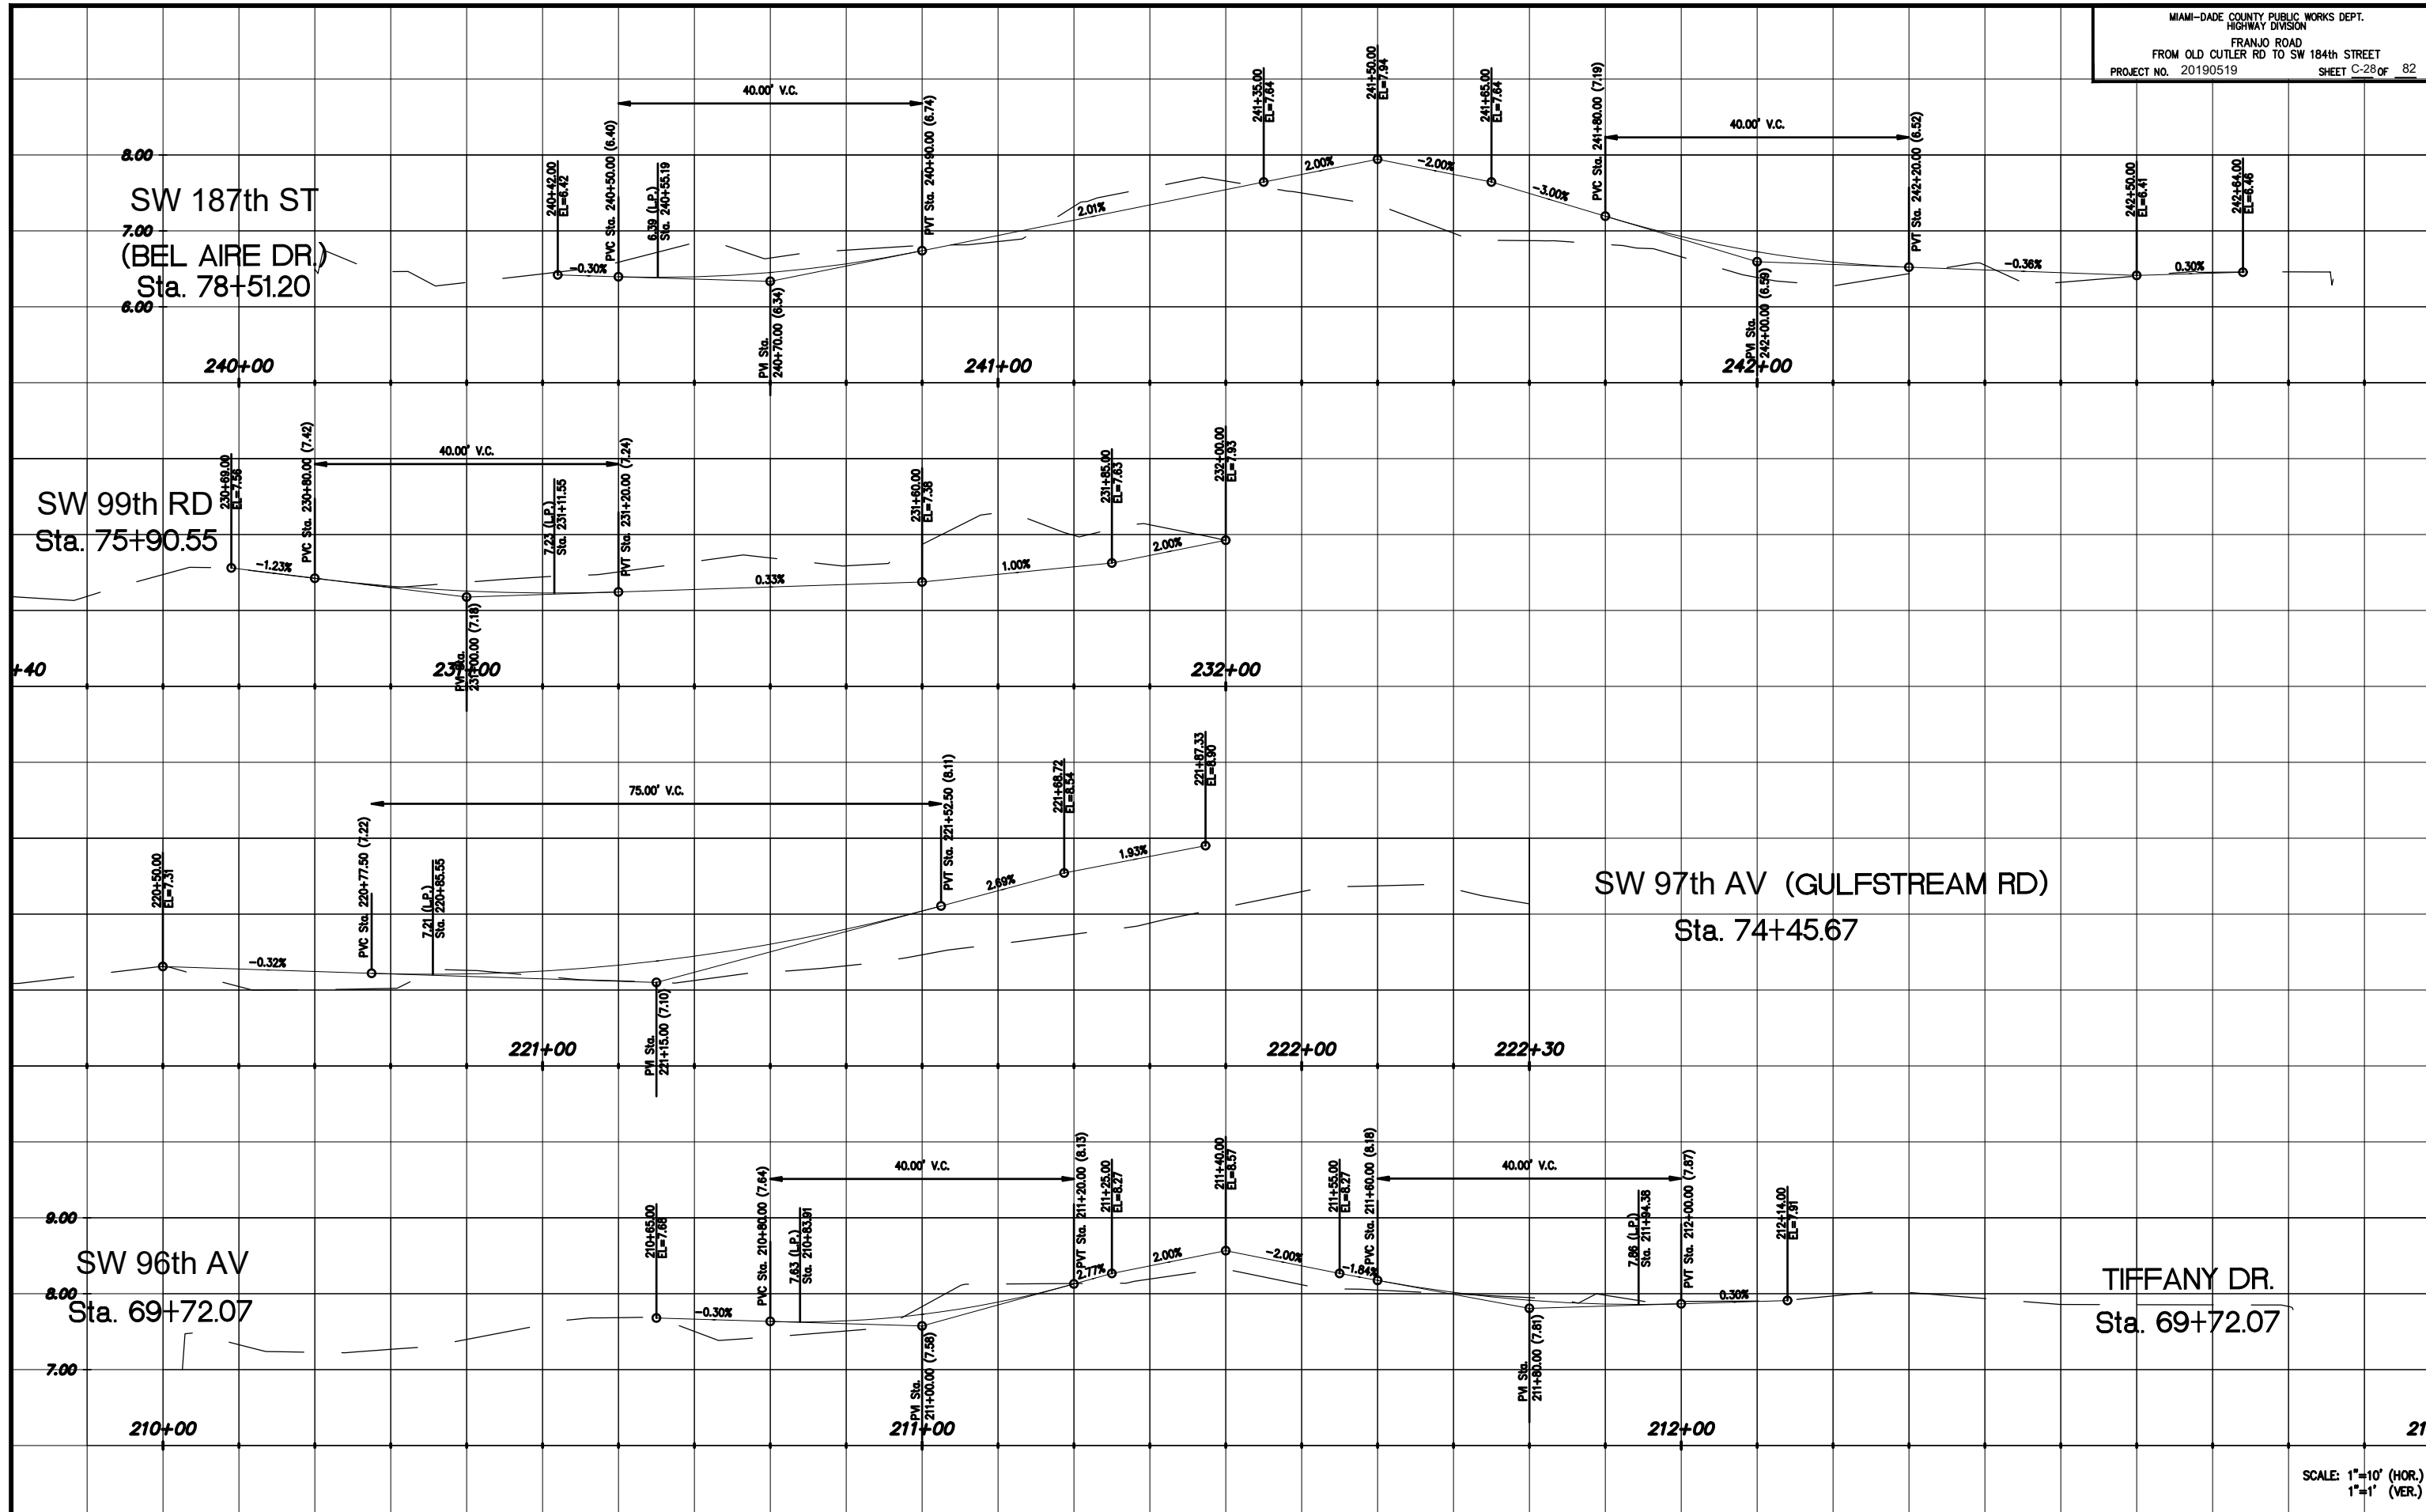 MIAMI-DADE COUNTY PUBLIC WORKS DEPT.
HIGHWAY DIVISION
FRANJO ROAD
FROM OLD CUTLER RD TO SW 184th STREET
PROJECT NO. 20190519 SHEET C-28 OF 82
SW 187th ST
(BEL AIRE DR.)
Sta. 78+51.20
8.00
7.00
6.00
240+42.00
EL=6.42
-0.30%
PVC Sta. 240+50.00 (6.40)
6.39 (L.P.)
Sta. 240+55.19
40.00' V.C.
PVI Sta.
240+70.00 (6.34)
PVT Sta. 240+90.00 (6.74)
2.01%
241+35.00
EL=7.64
2.00%
241+50.00
EL=7.94
-2.00%
241+65.00
EL=7.64
-3.00%
PVC Sta. 241+80.00 (7.19)
40.00' V.C.
PVI Sta.
242+00.00 (6.59)
PVT Sta. 242+20.00 (6.52)
-0.36%
242+50.00
EL=6.41
0.30%
242+64.00
EL=6.46
240+00
241+00
242+00
SW 99th RD
Sta. 75+90.55
230+69.00
EL=7.56
-1.23%
PVC Sta. 230+80.00 (7.42)
40.00' V.C.
PVI Sta.
231+00.00 (7.18)
7.23 (L.P.)
Sta. 231+11.55
PVT Sta. 231+20.00 (7.24)
0.33%
231+60.00
EL=7.38
1.00%
231+85.00
EL=7.63
2.00%
232+00.00
EL=7.93
+40
231+00
232+00
220+50.00
EL=7.31
-0.32%
PVC Sta. 220+77.50 (7.22)
7.21 (L.P.)
Sta. 220+85.55
75.00' V.C.
PVI Sta.
221+15.00 (7.10)
PVT Sta. 221+52.50 (8.11)
2.69%
221+68.72
EL=8.54
1.93%
221+87.33
EL=8.90
SW 97th AV (GULFSTREAM RD)
Sta. 74+45.67
221+00
222+00
222+30
9.00
8.00
7.00
SW 96th AV
Sta. 69+72.07
210+65.00
EL=7.68
-0.30%
PVC Sta. 210+80.00 (7.64)
7.63 (L.P.)
Sta. 210+83.91
40.00' V.C.
PVI Sta.
211+00.00 (7.58)
PVT Sta. 211+20.00 (8.13)
2.77%
211+25.00
EL=8.27
2.00%
211+40.00
EL=8.57
-2.00%
211+55.00
EL=8.27
-1.84%
PVC Sta. 211+60.00 (8.18)
40.00' V.C.
PVI Sta.
211+80.00 (7.81)
7.86 (L.P.)
Sta. 211+94.38
PVT Sta. 212+00.00 (7.87)
0.30%
212+14.00
EL=7.91
TIFFANY DR.
Sta. 69+72.07
210+00
211+00
212+00
21
SCALE: 1"=10' (HOR.)
1"=1' (VER.)